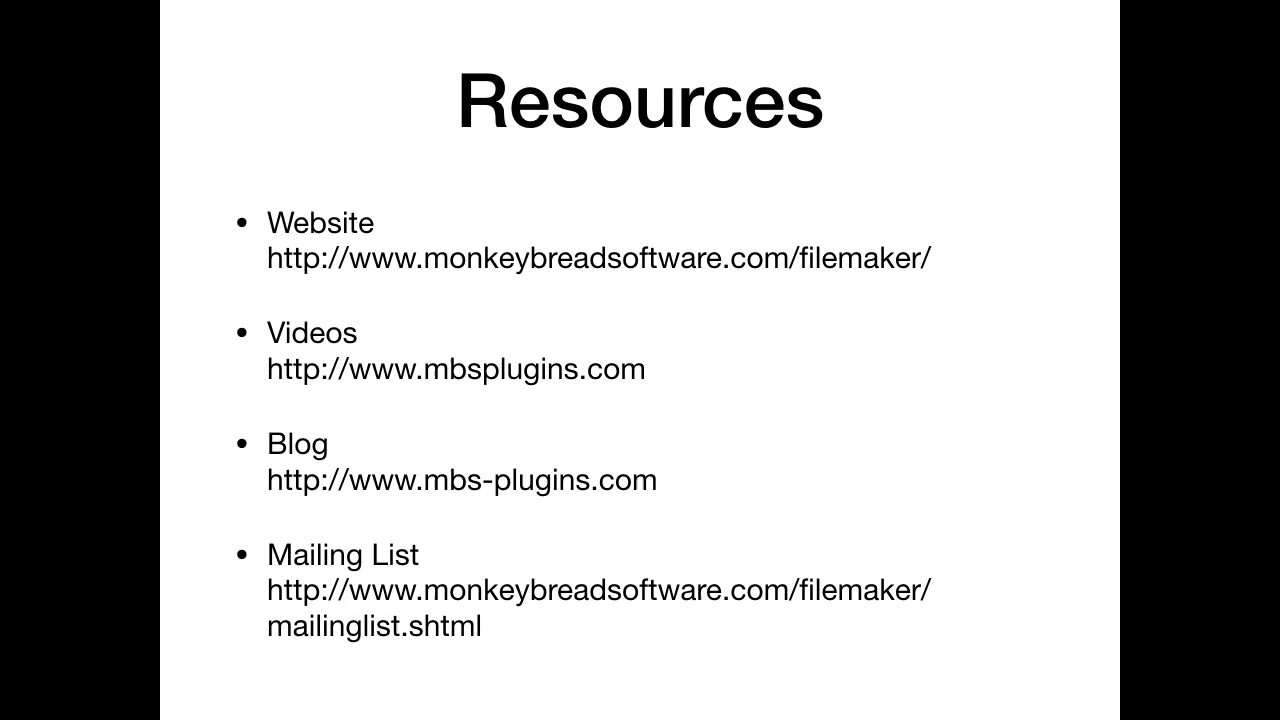 Resources
• Website
http://www.monkeybreadsoftware.com/filemaker/
• Videos
http://www.mbsplugins.com
• Blog
http://www.mbs-plugins.com
• Mailing List
http://www.monkeybreadsoftware.com/filemaker/
mailinglist.shtml